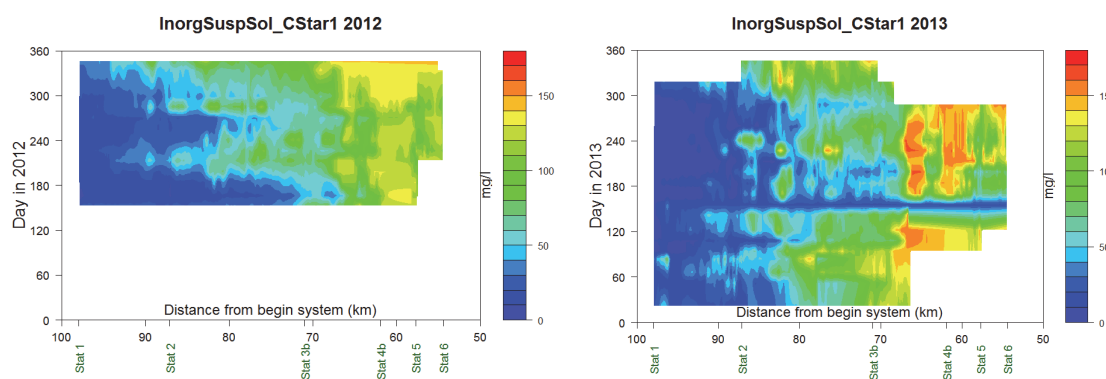 InorgSuspSol_CStar1 2012
Day in 2012
360
300
240
180
120
60
0
Distance from begin system (km)
100
90
80
70
60
50
Stat 1
Stat 2
Stat 3b
Stat 4b
Stat 5
Stat 6
150
100
50
0
mg/l
InorgSuspSol_CStar1 2013
Day in 2013
360
300
240
180
120
60
0
Distance from begin system (km)
100
90
80
70
60
50
Stat 1
Stat 2
Stat 3b
Stat 4b
Stat 5
Stat 6
150
100
50
0
mg/l